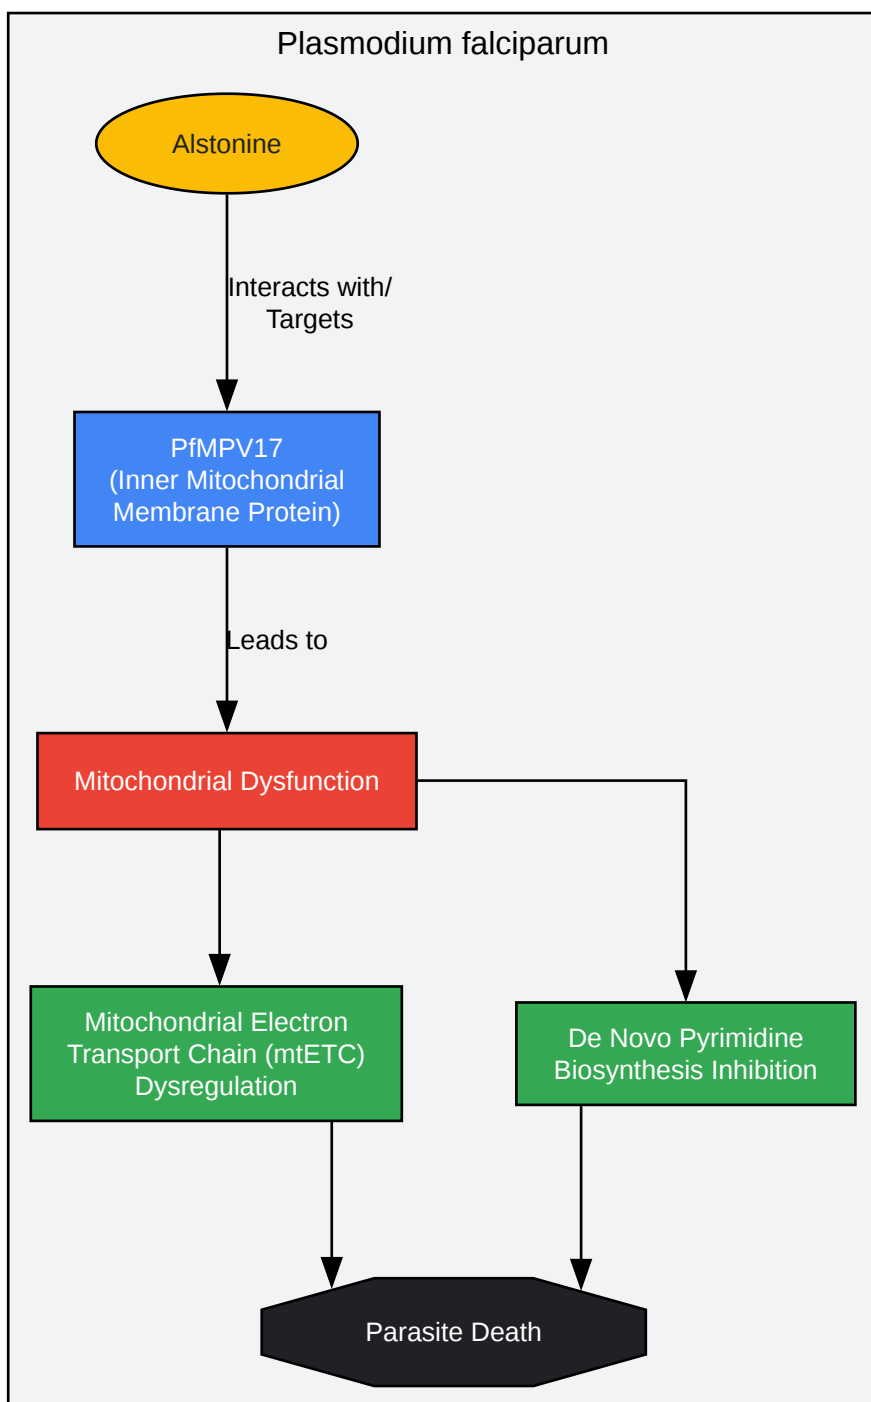 Plasmodium falciparum
Alstonine
Interacts with/
Targets
PfMPV17
(Inner Mitochondrial
Membrane Protein)
Leads to
Mitochondrial Dysfunction
Mitochondrial Electron
Transport Chain (mtETC)
Dysregulation
De Novo Pyrimidine
Biosynthesis Inhibition
Parasite Death